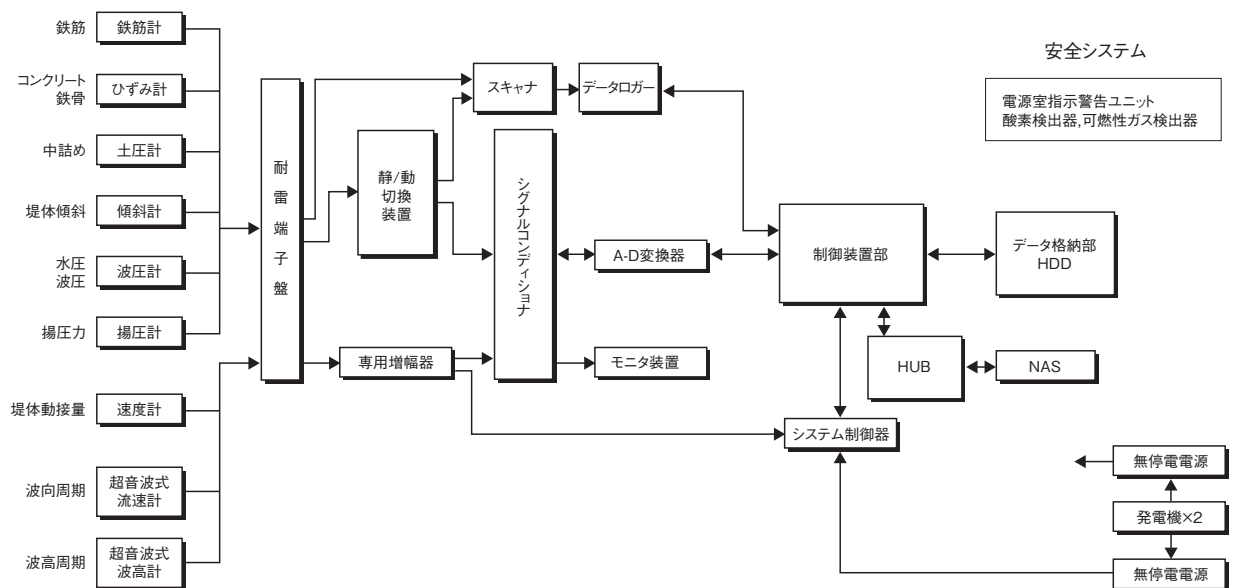 鉄筋
鉄筋計
コンクリート
鉄骨
ひずみ計
中詰め
土圧計
堤体傾斜
傾斜計
水圧
波圧
波圧計
揚圧力
揚圧計
堤体動接量
速度計
波向周期
超音波式
流速計
波高周期
超音波式
波高計
耐雷端子盤
静/動
切換
装置
専用増幅器
スキャナ
データロガー
シグナルコンディショナ
A-D変換器
モニタ装置
制御装置部
データ格納部
HDD
HUB
NAS
システム制御器
安全システム
電源室指示警告ユニット
酸素検出器,可燃性ガス検出器
無停電電源
発電機×2
無停電電源